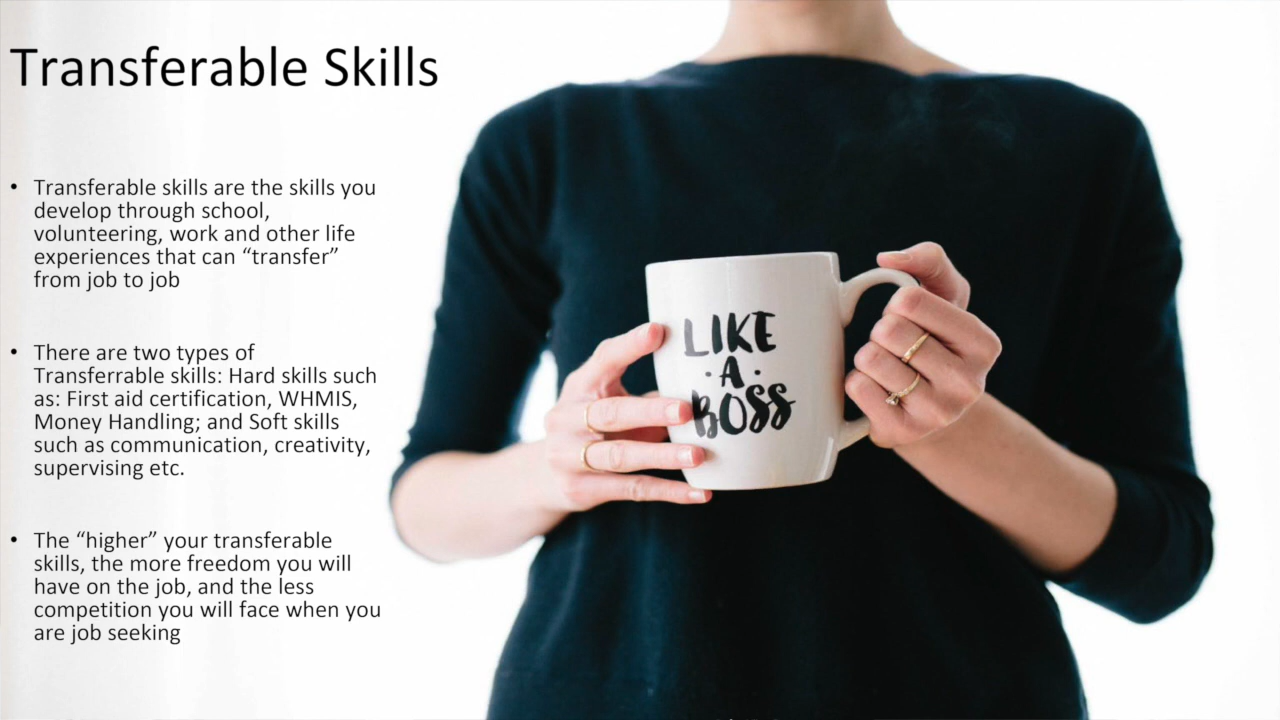 Transferable Skills
• Transferable skills are the skills you
develop through school,
volunteering, work and other life
experiences that can “transfer”
from job to job
• There are two types of
Transferrable skills: Hard skills such
as: First aid certification, WHMIS,
Money Handling; and Soft skills
such as communication, creativity,
supervising etc.
• The “higher” your transferable
skills, the more freedom you will
have on the job, and the less
competition you will face when you
are job seeking
LIKE
· A ·
BOSS